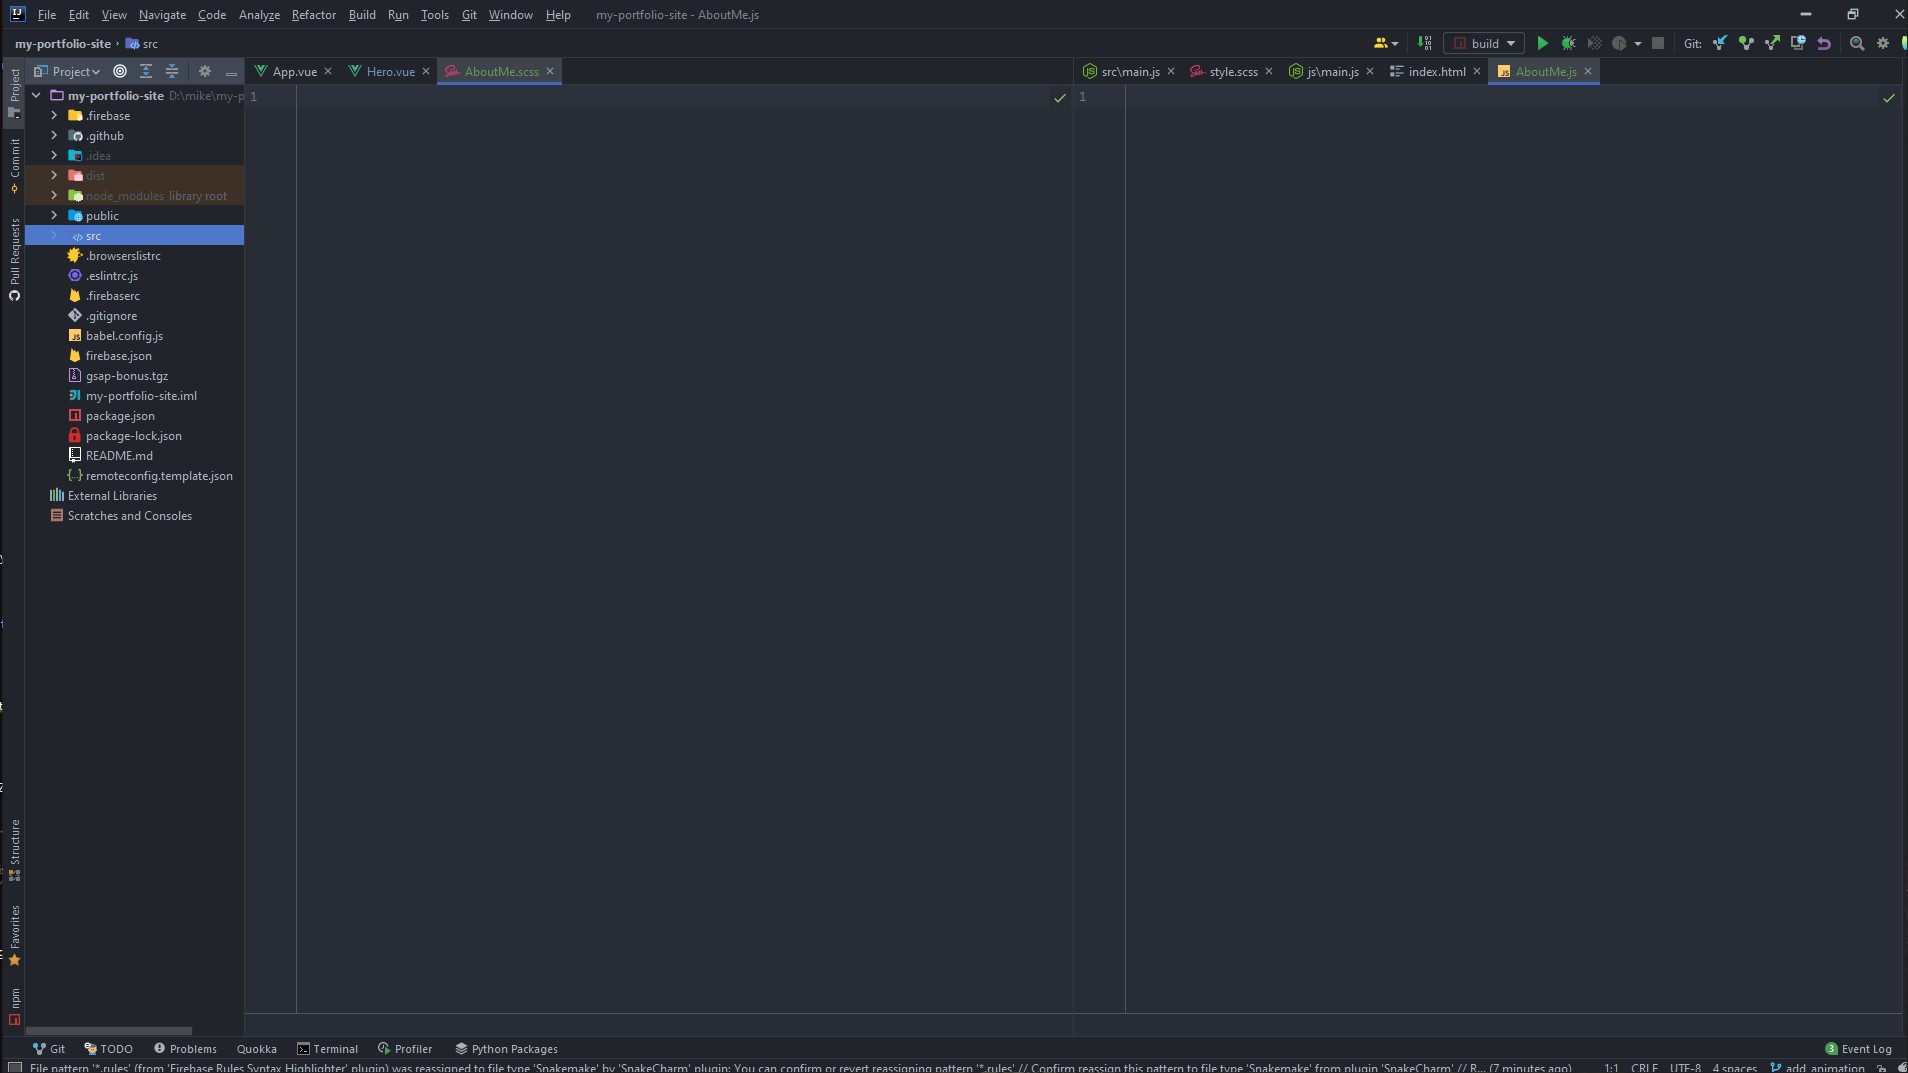 File Edit View Navigate Code Analyze Refactor Build Run Tools Git Window Help my-portfolio-site - AboutMe.js
my-portfolio-site › src build Git:
Project App.vue Hero.vue AboutMe.scss src\main.js style.scss js\main.js index.html AboutMe.js
my-portfolio-site D:\mike\my-p
1 1
.firebase
.github
.idea
dist
node_modules library root
public
src
.browserslistrc
.eslintrc.js
.firebaserc
.gitignore
babel.config.js
firebase.json
gsap-bonus.tgz
my-portfolio-site.iml
package.json
package-lock.json
README.md
remoteconfig.template.json
External Libraries
Scratches and Consoles
Project
Commit
Pull Requests
Structure
Favorites
npm
Git TODO Problems Quokka Terminal Profiler Python Packages 3 Event Log
File pattern '*.rules' (from 'Firebase Rules Syntax Highlighter' plugin) was reassigned to file type 'Snakemake' by 'SnakeCharm' plugin: You can confirm or revert reassigning pattern '*.rules' // Confirm reassign this pattern to file type 'Snakemake' from plugin 'SnakeCharm' // R... (7 minutes ago) 1:1 CRLF UTF-8 4 spaces add_animation